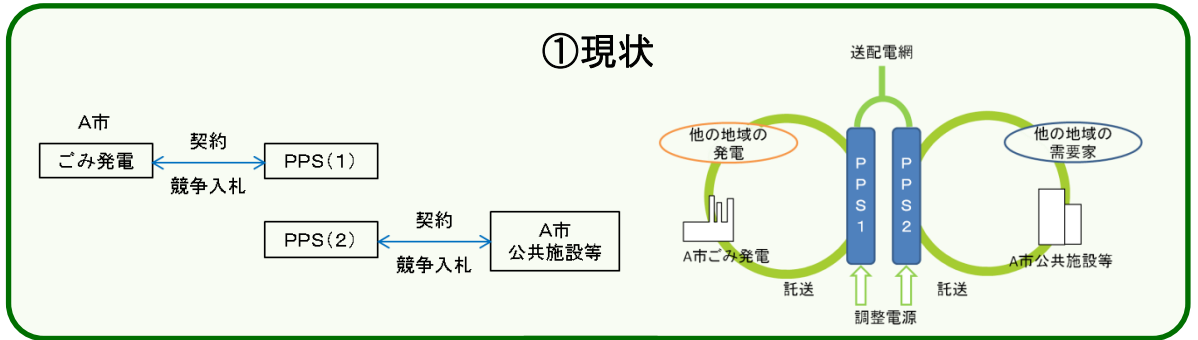 ①現状
A市
ごみ発電
契約
競争入札
PPS(1)
PPS(2)
契約
競争入札
A市
公共施設等
送配電網
他の地域の
発電
他の地域の
需要家
PPS1
PPS2
A市ごみ発電
A市公共施設等
託送
託送
調整電源